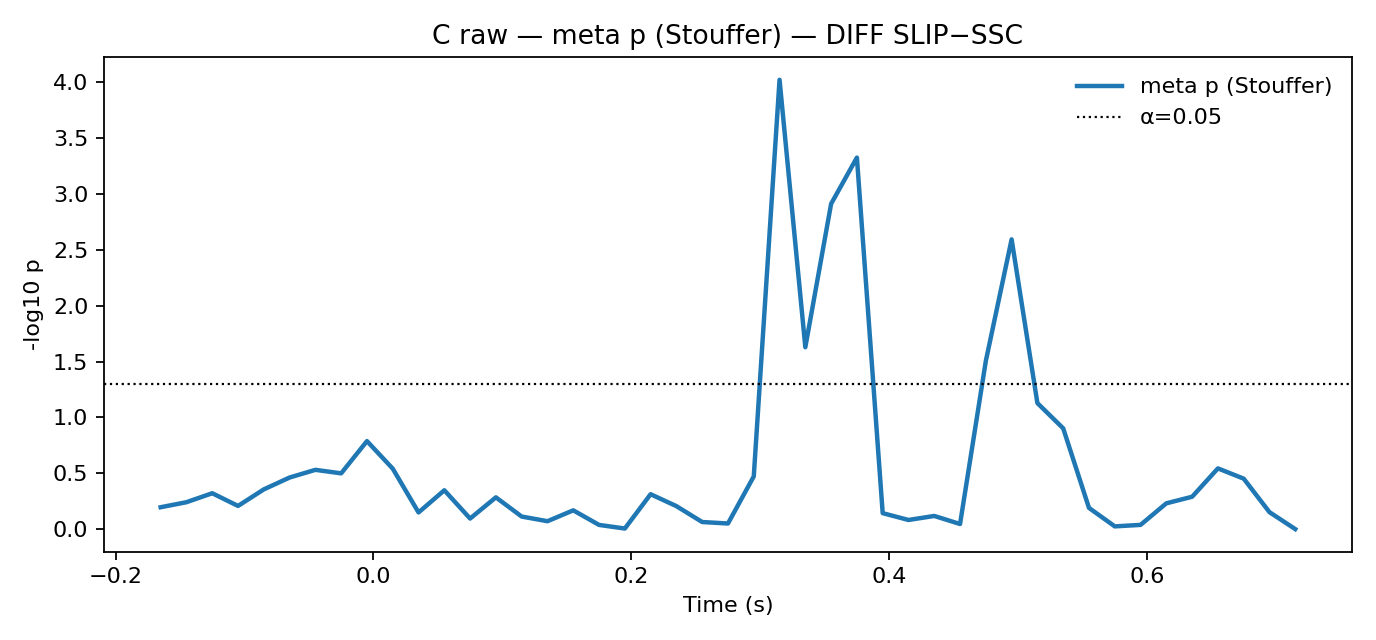 C raw — meta p (Stouffer) — DIFF SLIP−SSC
meta p (Stouffer)
α=0.05
-log10 p
4.0
3.5
3.0
2.5
2.0
1.5
1.0
0.5
0.0
−0.2
0.0
0.2
0.4
0.6
Time (s)